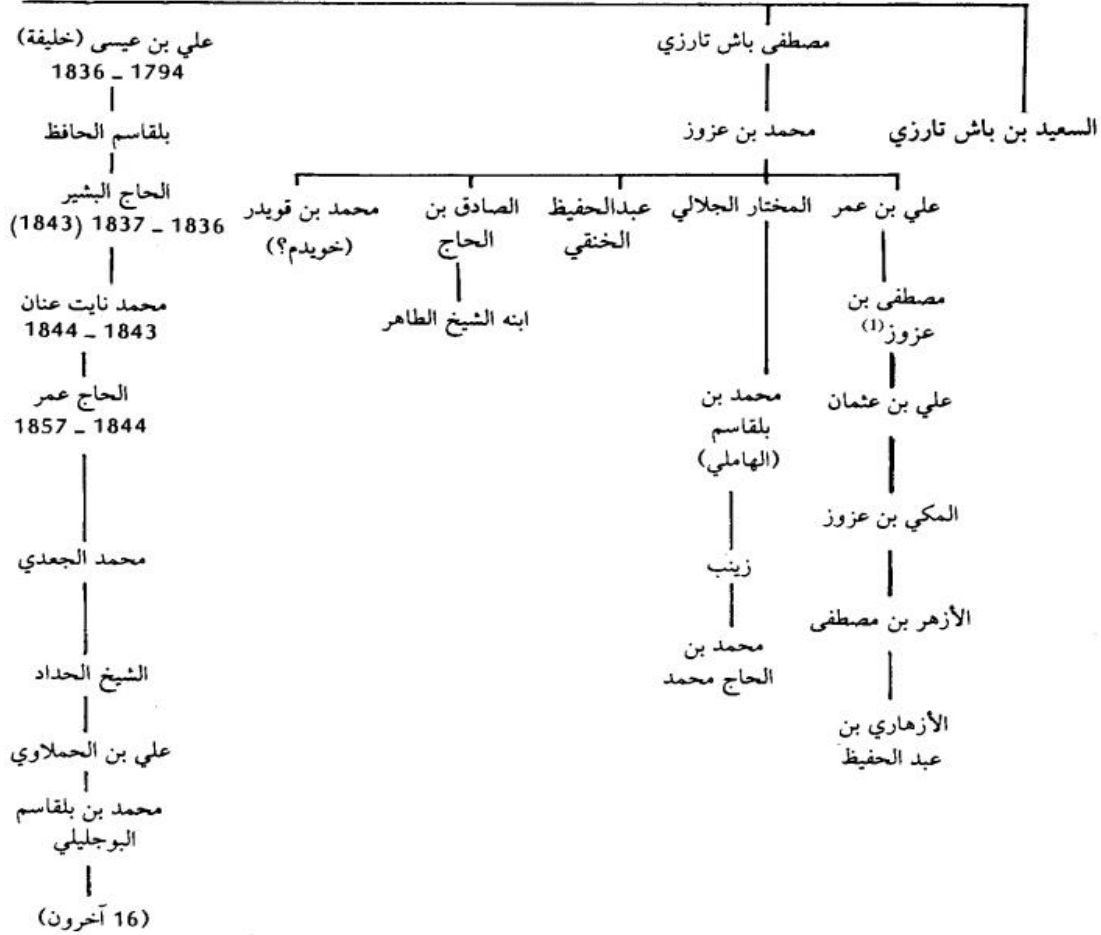 مصطفى باش تارزي
علي بن عيسى (خليفة)
1794 _ 1836
السعيد بن باش تارزي
محمد بن عزوز
بلقاسم الحافظ
علي بن عمر
المختار الجلالي
عبدالحفيظ
الخنقي
الصادق بن
الحاج
محمد بن قويدر
(خويدم؟)
الحاج البشير
1836 _ 1837 (1843)
مصطفى بن
عزوز(1)
ابنه الشيخ الطاهر
محمد نايت عنان
1843 _ 1844
علي بن عثمان
محمد بن
بلقاسم
(الهاملي)
الحاج عمر
1844 _ 1857
المكي بن عزوز
زينب
محمد الجعدي
الأزهر بن مصطفى
محمد بن
الحاج محمد
الشيخ الحداد
الأزهاري بن
عبد الحفيظ
علي بن الحملاوي
محمد بن بلقاسم
البوجليلي
(16 آخرون)